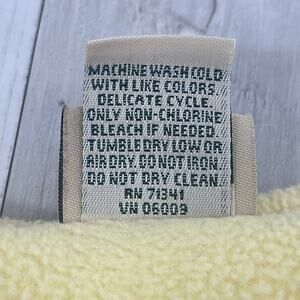 MACHINE WASH COLD
WITH LIKE COLORS.
DELICATE CYCLE.
ONLY NON-CHLORINE
BLEACH IF NEEDED.
TUMBLE DRY LOW OR
AIR DRY. DO NOT IRON.
DO NOT DRY CLEAN.
RN 71341
VN 06009